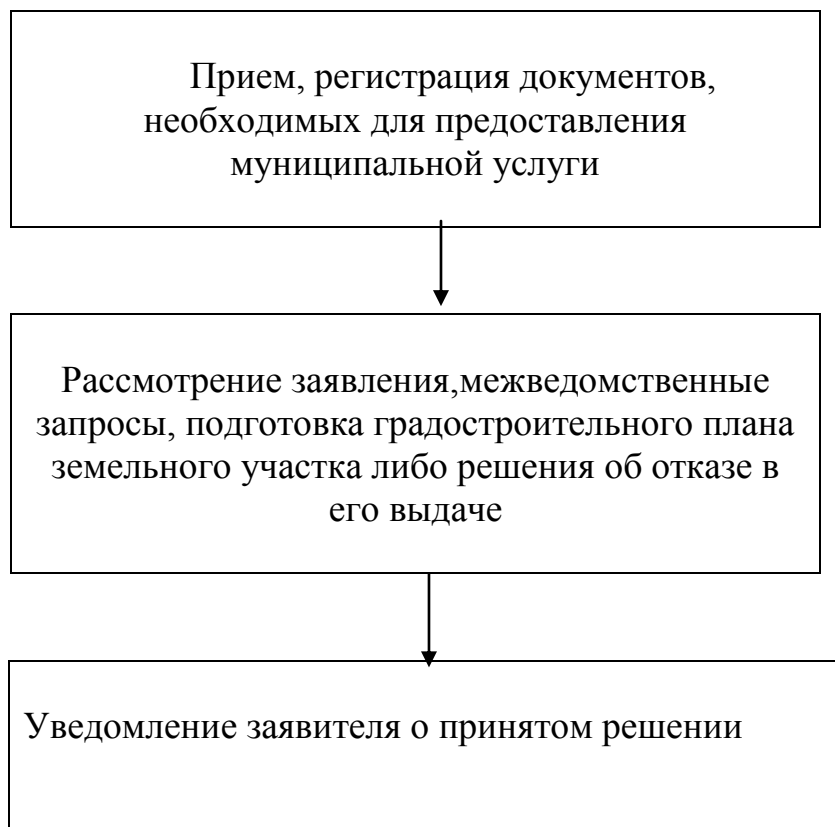 Прием, регистрация документов,
необходимых для предоставления
муниципальной услуги
Рассмотрение заявления,межведомственные
запросы, подготовка градостроительного плана
земельного участка либо решения об отказе в
его выдаче
Уведомление заявителя о принятом решении